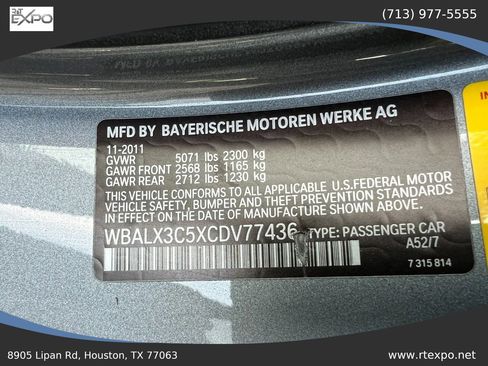 R&T
EXPO
(713) 977-5555
MFD BY BAYERISCHE MOTOREN WERKE AG
11-2011
GVWR 5071 lbs 2300 kg
GAWR FRONT 2568 lbs 1165 kg
GAWR REAR 2712 lbs 1230 kg
THIS VEHICLE CONFORMS TO ALL APPLICABLE U.S. FEDERAL MOTOR
VEHICLE SAFETY, BUMPER AND THEFT PREVENTION STANDARDS
IN EFFECT ON THE DATE OF MANUFACTURE SHOWN ABOVE.
WBALX3C5XCDV77436 TYPE: PASSENGER CAR
A52/7
7 315 814
8905 Lipan Rd, Houston, TX 77063
www.rtexpo.net